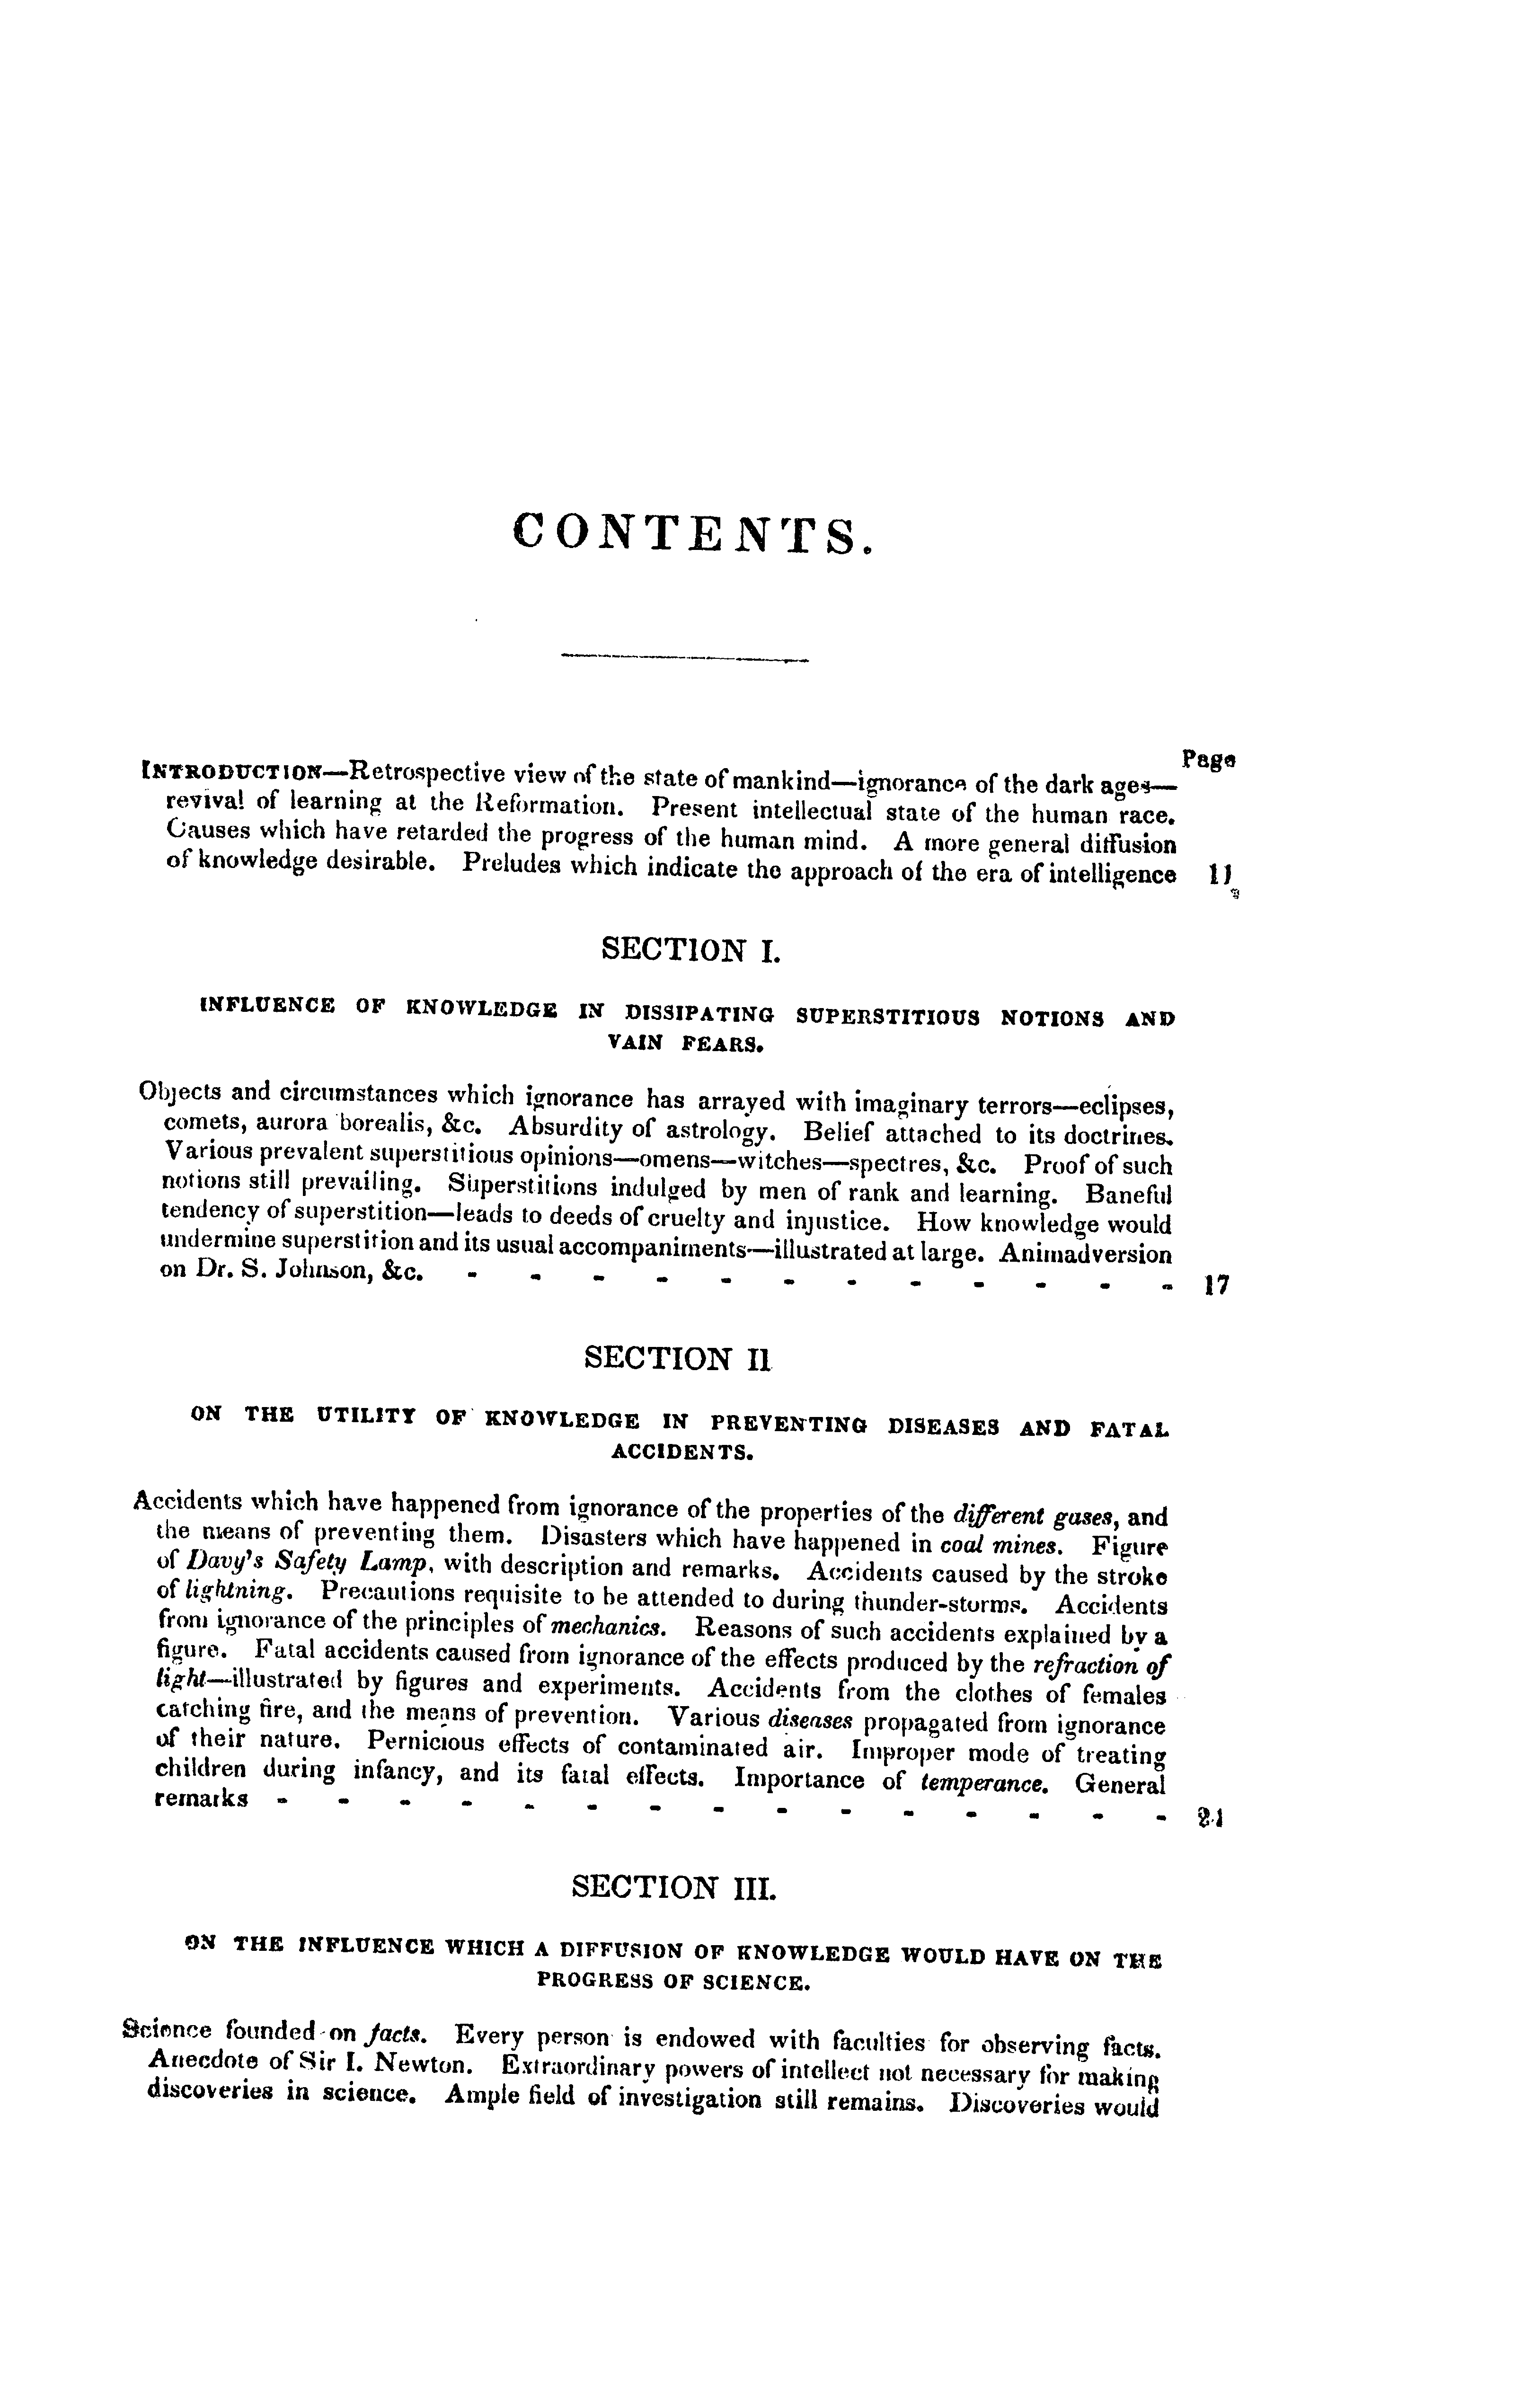 CONTENTS.
Page
INTRODUCTION—Retrospective view of the state of mankind—ignorance of the dark ages—
revival of learning at the Reformation. Present intellectual state of the human race.
Causes which have retarded the progress of the human mind. A more general diffusion
of knowledge desirable. Preludes which indicate the approach of the era of intelligence 11
SECTION I.
INFLUENCE OF KNOWLEDGE IN DISSIPATING SUPERSTITIOUS NOTIONS AND
VAIN FEARS.
Objects and circumstances which ignorance has arrayed with imaginary terrors—eclipses,
comets, aurora borealis, &c. Absurdity of astrology. Belief attached to its doctrines.
Various prevalent superstitious opinions—omens—witches—spectres, &c. Proof of such
notions still prevailing. Superstitions indulged by men of rank and learning. Baneful
tendency of superstition—leads to deeds of cruelty and injustice. How knowledge would
undermine superstition and its usual accompaniments—illustrated at large. Animadversion
on Dr. S. Johnson, &c. - - - - - - - - - - - - 17
SECTION II
ON THE UTILITY OF KNOWLEDGE IN PREVENTING DISEASES AND FATAL
ACCIDENTS.
Accidents which have happened from ignorance of the properties of the different gases, and
the means of preventing them. Disasters which have happened in coal mines. Figure
of Davy's Safety Lamp, with description and remarks. Accidents caused by the stroke
of lightning. Precautions requisite to be attended to during thunder-storms. Accidents
from ignorance of the principles of mechanics. Reasons of such accidents explained by a
figure. Fatal accidents caused from ignorance of the effects produced by the refraction of
light—illustrated by figures and experiments. Accidents from the clothes of females
catching fire, and the means of prevention. Various diseases propagated from ignorance
of their nature. Pernicious effects of contaminated air. Improper mode of treating
children during infancy, and its fatal effects. Importance of temperance. General
remarks - - - - - - - - - - - - - - -
SECTION III.
ON THE INFLUENCE WHICH A DIFFUSION OF KNOWLEDGE WOULD HAVE ON THE
PROGRESS OF SCIENCE.
Science founded on facts. Every person is endowed with faculties for observing facts.
Anecdote of Sir I. Newton. Extraordinary powers of intellect not necessary for making
discoveries in science. Ample field of investigation still remains. Discoveries would